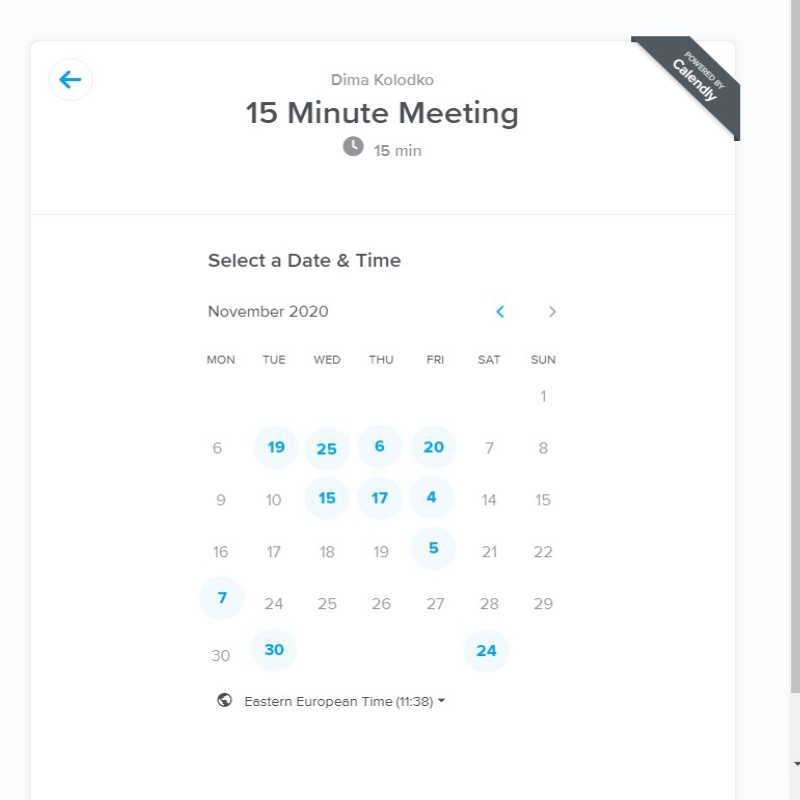 POWERED BY
Calendly
Dima Kolodko
15 Minute Meeting
15 min
Select a Date & Time
November 2020
MON TUE WED THU FRI SAT SUN
1
6 19 25 6 20 7 8
9 10 15 17 4 14 15
16 17 18 19 5 21 22
7 24 25 26 27 28 29
30 30 24
Eastern European Time (11:38)